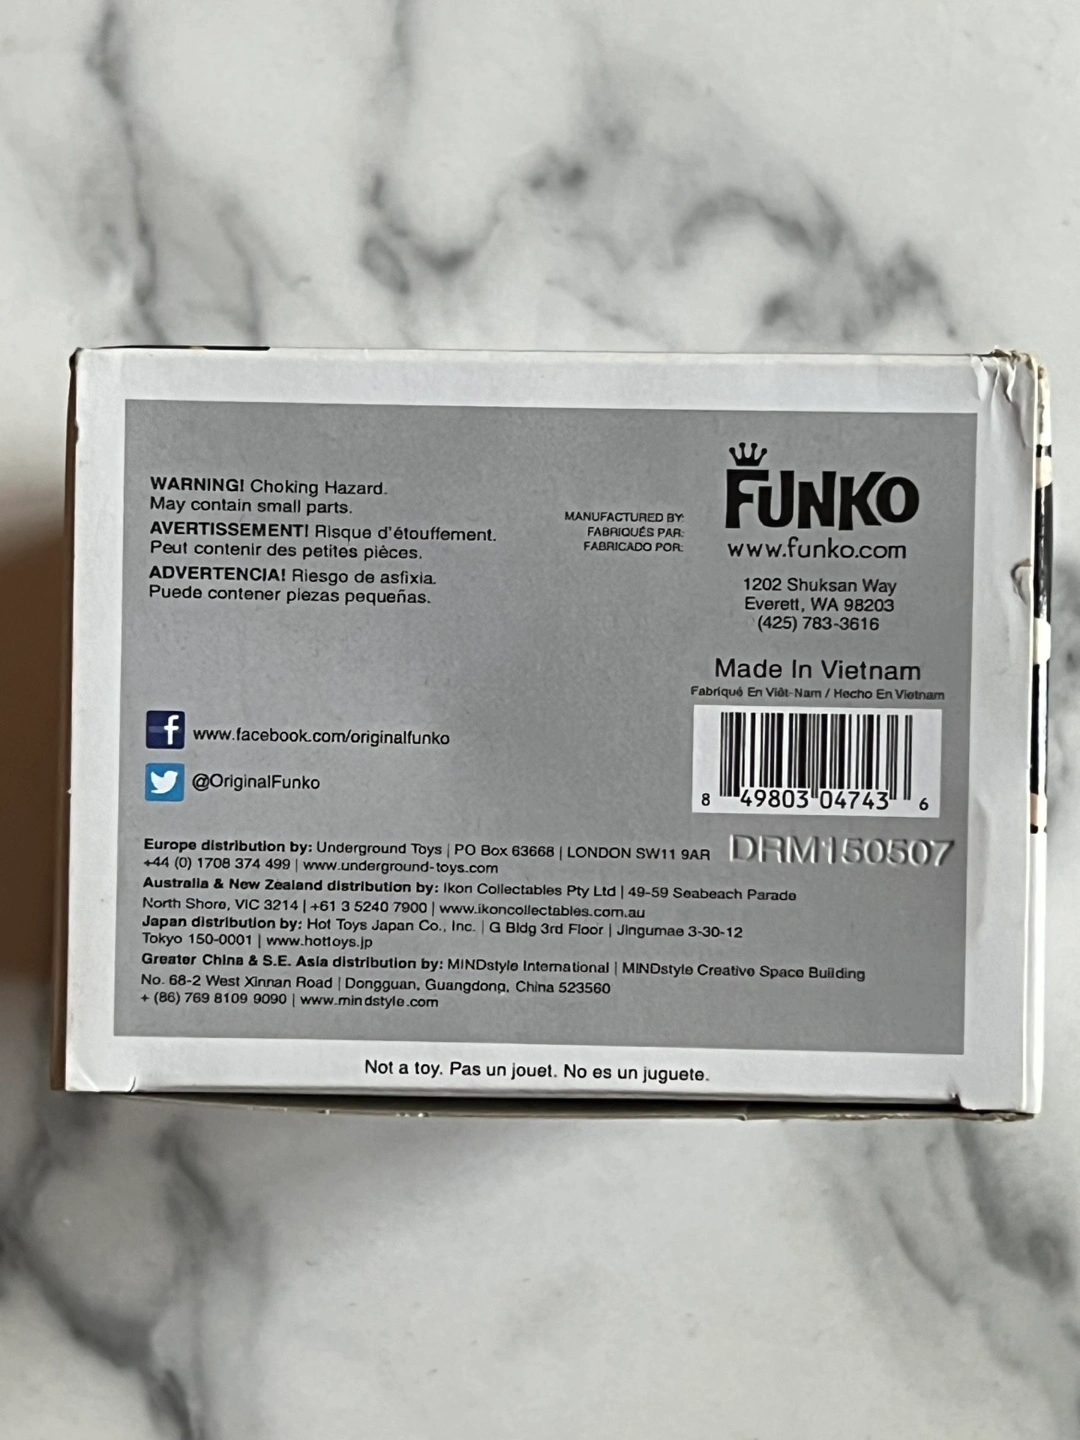 WARNING! Choking Hazard.
May contain small parts.
AVERTISSEMENT! Risque d'étouffement.
Peut contenir des petites pièces.
ADVERTENCIA! Riesgo de asfixia.
Puede contener piezas pequeñas.
MANUFACTURED BY:
FABRIQUÉS PAR:
FABRICADO POR:
FUNKO
www.funko.com
1202 Shuksan Way
Everett, WA 98203
(425) 783-3616
Made In Vietnam
Fabriqué En Viêt-Nam / Hecho En Vietnam
8 49803 04743 6
f www.facebook.com/originalfunko
@OriginalFunko
DRM150507
Europe distribution by: Underground Toys | PO Box 63668 | LONDON SW11 9AR
+44 (0) 1708 374 499 | www.underground-toys.com
Australia & New Zealand distribution by: Ikon Collectables Pty Ltd | 49-59 Seabeach Parade
North Shore, VIC 3214 | +61 3 5240 7900 | www.ikoncollectables.com.au
Japan distribution by: Hot Toys Japan Co., Inc. | G Bldg 3rd Floor | Jingumae 3-30-12
Tokyo 150-0001 | www.hottoys.jp
Greater China & S.E. Asia distribution by: MINDstyle International | MINDstyle Creative Space Building
No. 68-2 West Xinnan Road | Dongguan, Guangdong, China 523560
+ (86) 769 8109 9090 | www.mindstyle.com
Not a toy. Pas un jouet. No es un juguete.